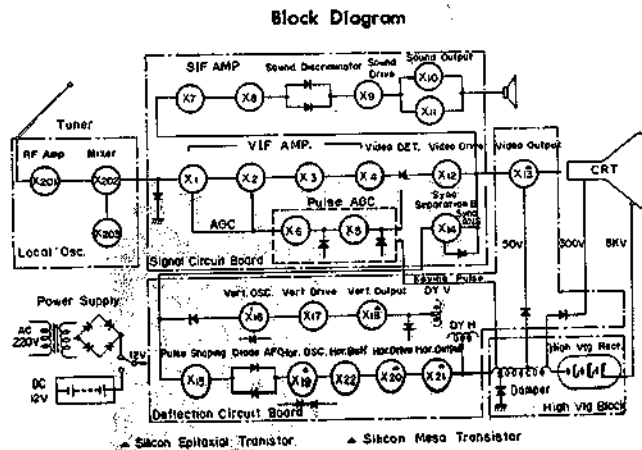 Block Diagram
SIF AMP
Sound Discriminator
Sound Drive
Sound Output
X7
X8
X9
X10
X11
Tuner
RF Amp
Mixer
X201
X202
X203
Local Osc.
VIF AMP.
Video DET.
Video Drive
Video Output
X1
X2
X3
X4
X12
X13
CRT
AGC
Pulse AGC
X6
X5
Sync Separation B
X14
Signal Circuit Board
Keying Pulse
50V
300V
8KV
Power Supply
AC 220V
DC 12V
12V
Vert. OSC.
Vert Drive
Vert. Output
X16
X17
X18
DY V
DY H
Pulse Shaping
Diode AFC
Hor. OSC.
Hor. Buff
Hor. Drive
Hor. Output
X15
X19
X22
X20
X21
Deflection Circuit Board
Damper
High Vtg Rect.
High Vtg Block
▲ Silicon Epitaxial Transistor
▲ Silicon Mesa Transistor